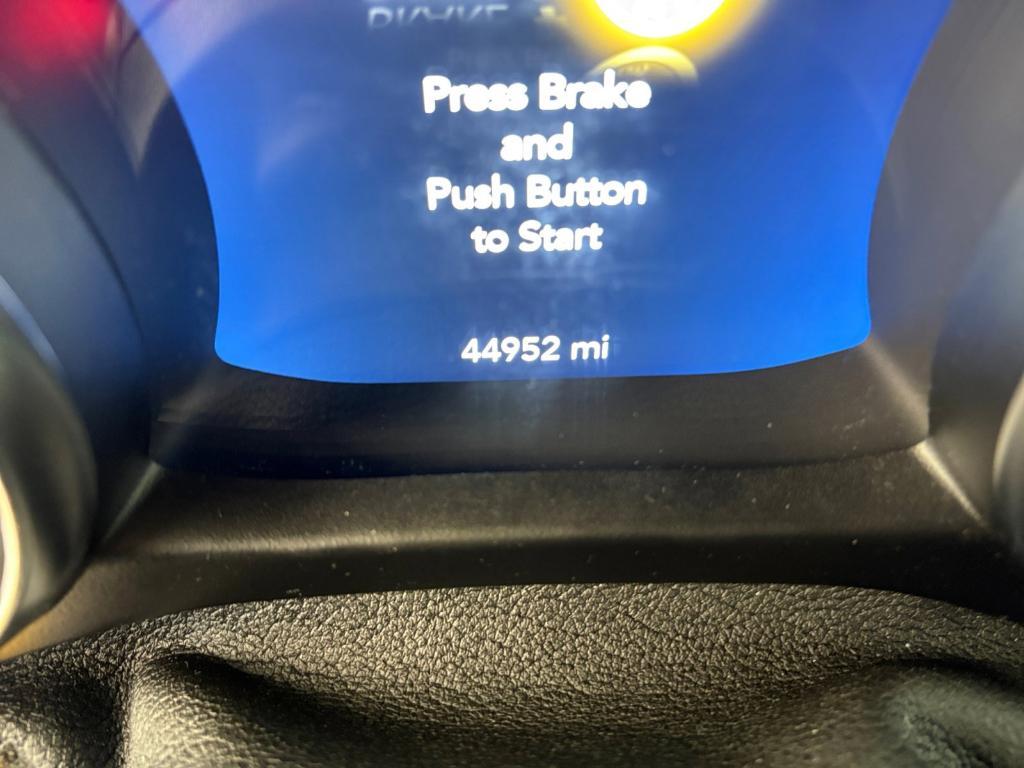 Press Brake
and
Push Button
to Start
44952 mi